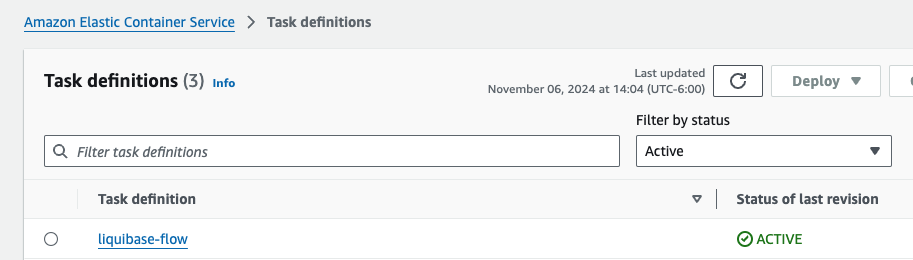 Amazon Elastic Container Service > Task definitions
Task definitions (3) Info
Last updated
November 06, 2024 at 14:04 (UTC-6:00)
Deploy
Filter by status
Filter task definitions
Active
Task definition
Status of last revision
liquibase-flow
ACTIVE